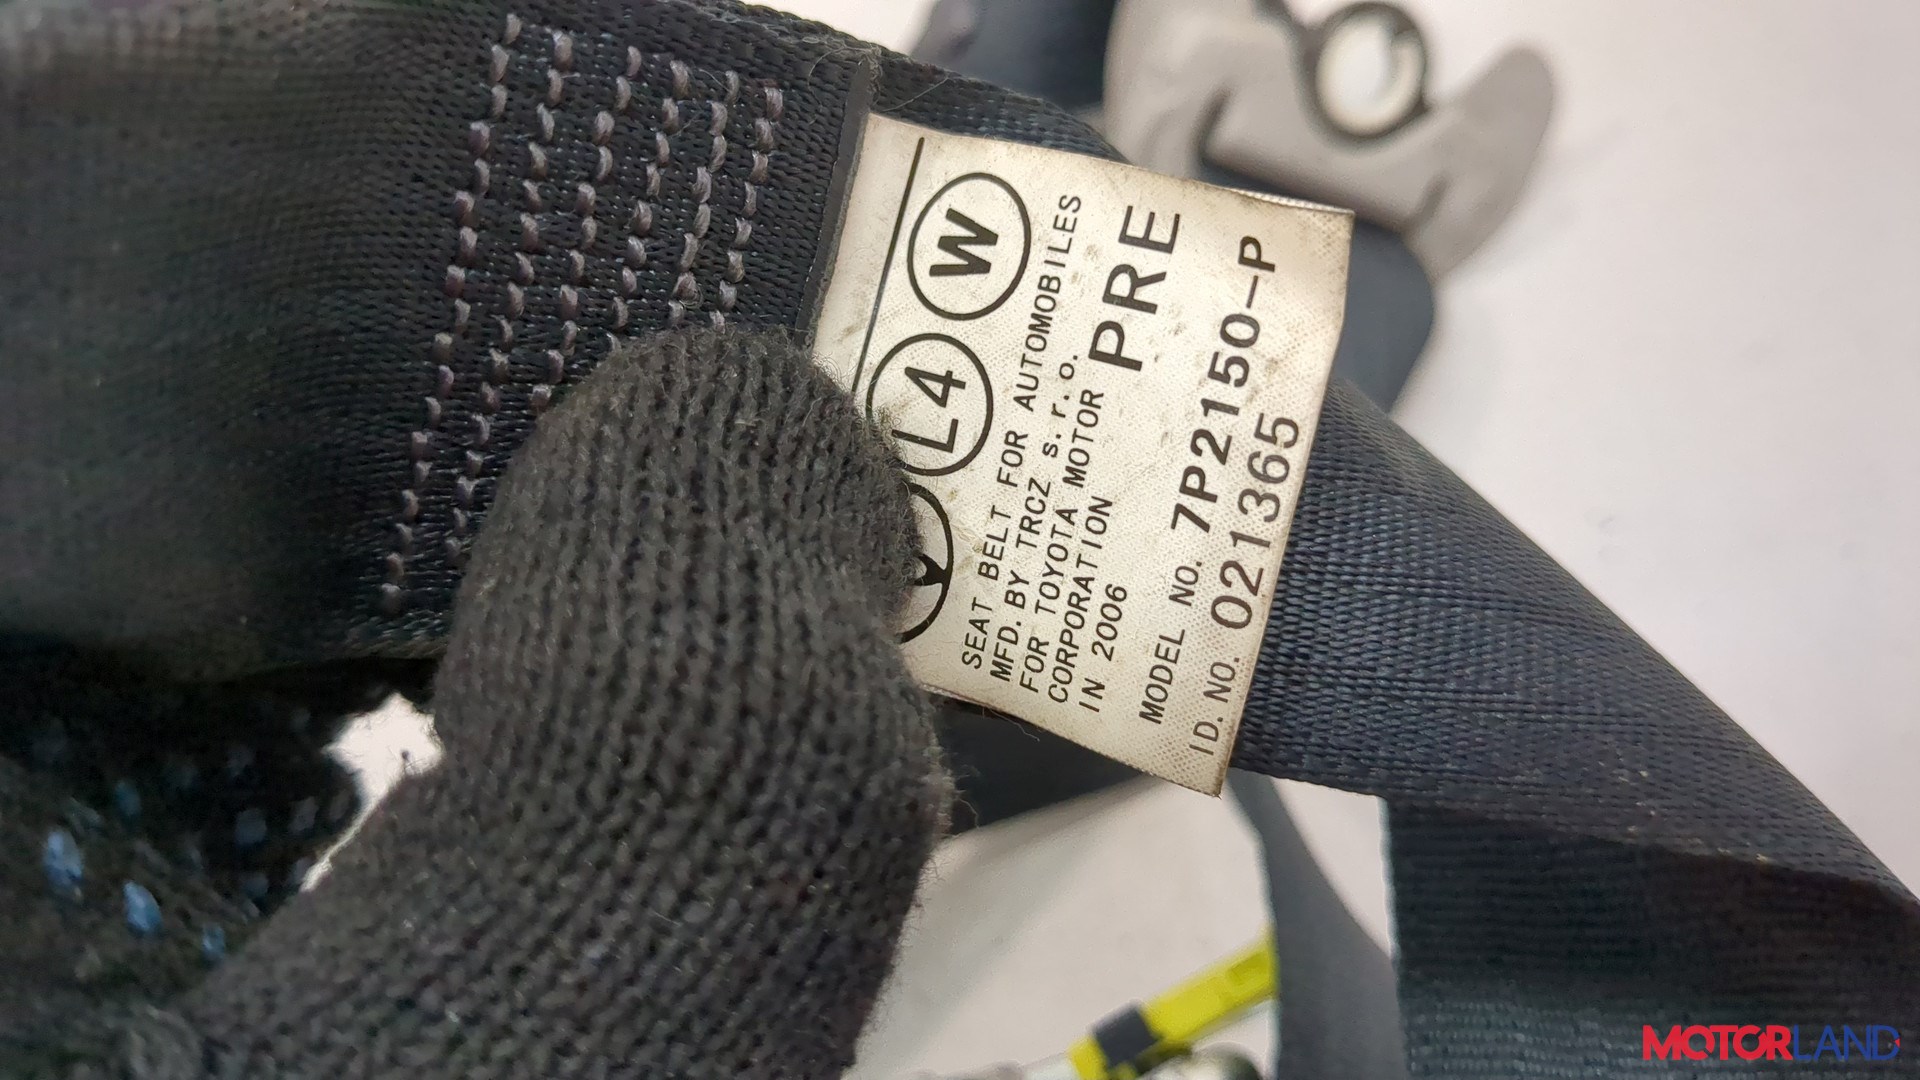 L4 W
SEAT BELT FOR AUTOMOBILES
MFD. BY TRCZ s.r.o.
FOR TOYOTA MOTOR
CORPORATION
IN 2006
PRE
MODEL NO. 7P2150-P
ID. NO. 021365
MOTORLAND